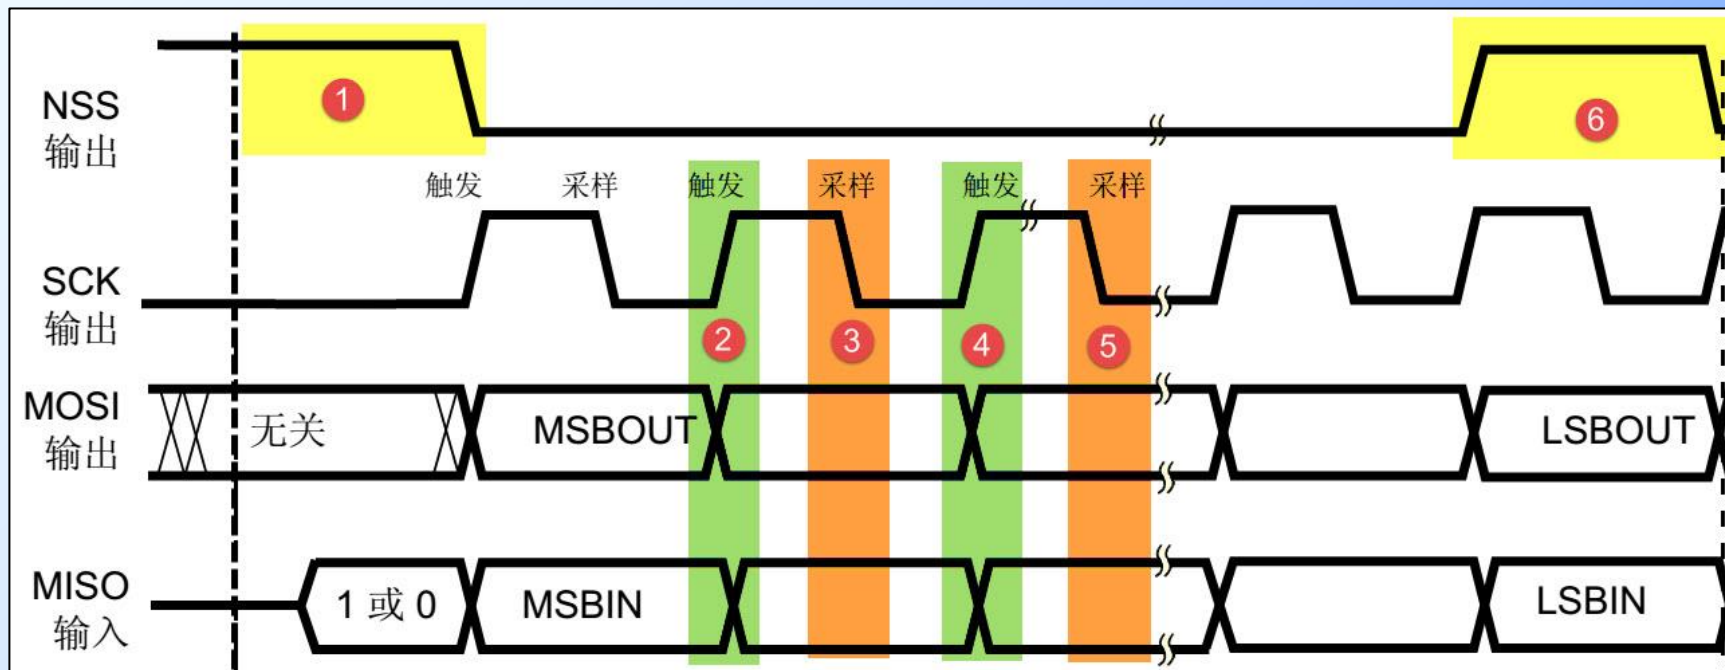 1
6
NSS
输出
触发
采样
触发
采样
触发
采样
SCK
输出
2
3
4
5
MOSI
输出
无关
MSBOUT
LSBOUT
MISO
输入
1 或 0
MSBIN
LSBIN